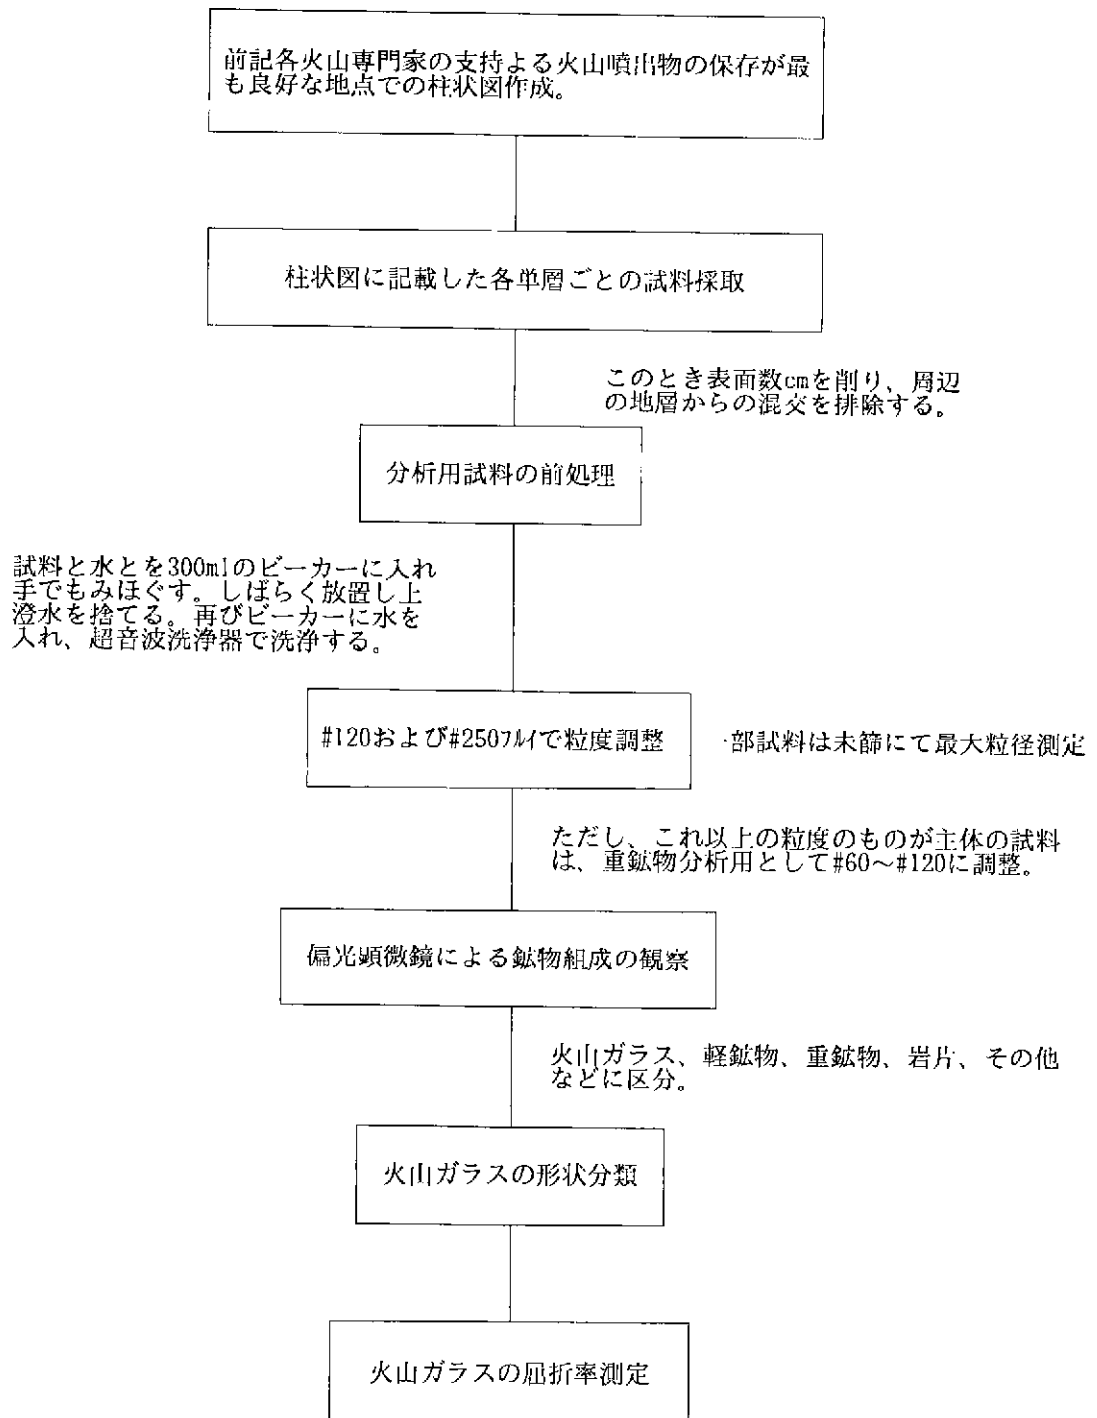 前記各火山専門家の支持よる火山噴出物の保存が最
も良好な地点での柱状図作成。
柱状図に記載した各単層ごとの試料採取
このとき表面数cmを削り、周辺
の地層からの混交を排除する。
分析用試料の前処理
試料と水とを300mlのビーカーに入れ
手でもみほぐす。しばらく放置し上
澄水を捨てる。再びビーカーに水を
入れ、超音波洗浄器で洗浄する。
#120および#250フルイで粒度調整
一部試料は未篩にて最大粒径測定
ただし、これ以上の粒度のものが主体の試料
は、重鉱物分析用として#60～#120に調整。
偏光顕微鏡による鉱物組成の観察
火山ガラス、軽鉱物、重鉱物、岩片、その他
などに区分。
火山ガラスの形状分類
火山ガラスの屈折率測定